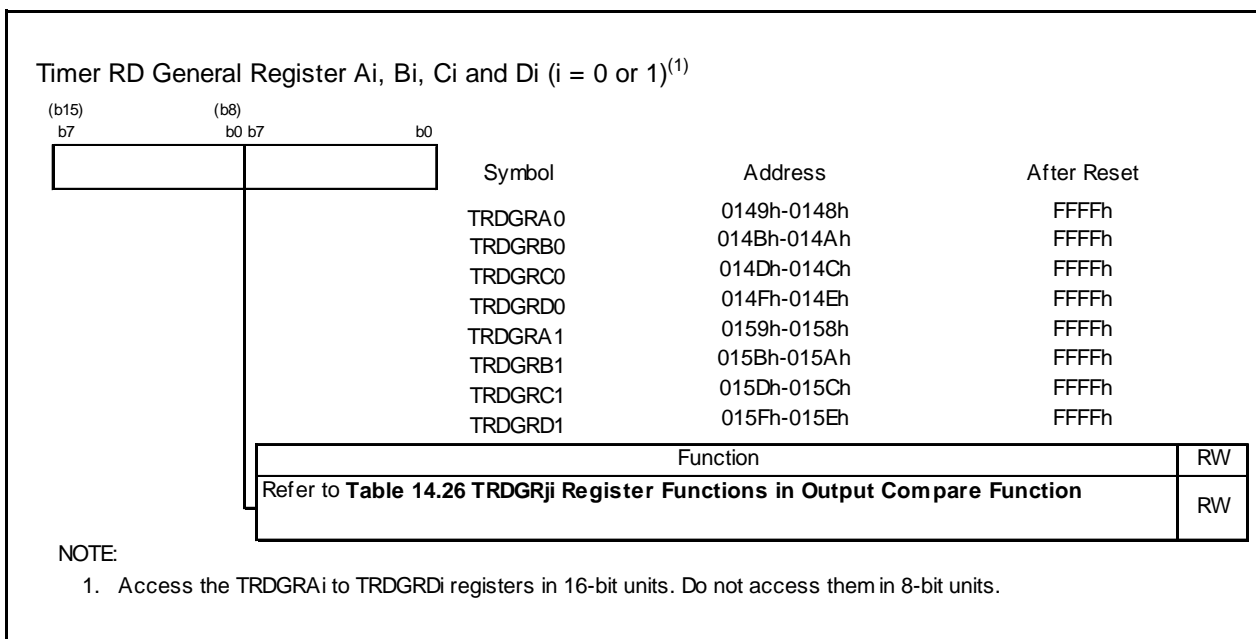 Timer RD General Register Ai, Bi, Ci and Di (i = 0 or 1)(1)
(b15) (b8)
b7 b0 b7 b0
Symbol Address After Reset
TRDGRA0 0149h-0148h FFFFh
TRDGRB0 014Bh-014Ah FFFFh
TRDGRC0 014Dh-014Ch FFFFh
TRDGRD0 014Fh-014Eh FFFFh
TRDGRA1 0159h-0158h FFFFh
TRDGRB1 015Bh-015Ah FFFFh
TRDGRC1 015Dh-015Ch FFFFh
TRDGRD1 015Fh-015Eh FFFFh
Function RW
Refer to Table 14.26 TRDGRji Register Functions in Output Compare Function RW
NOTE:
1. Access the TRDGRAi to TRDGRDi registers in 16-bit units. Do not access them in 8-bit units.